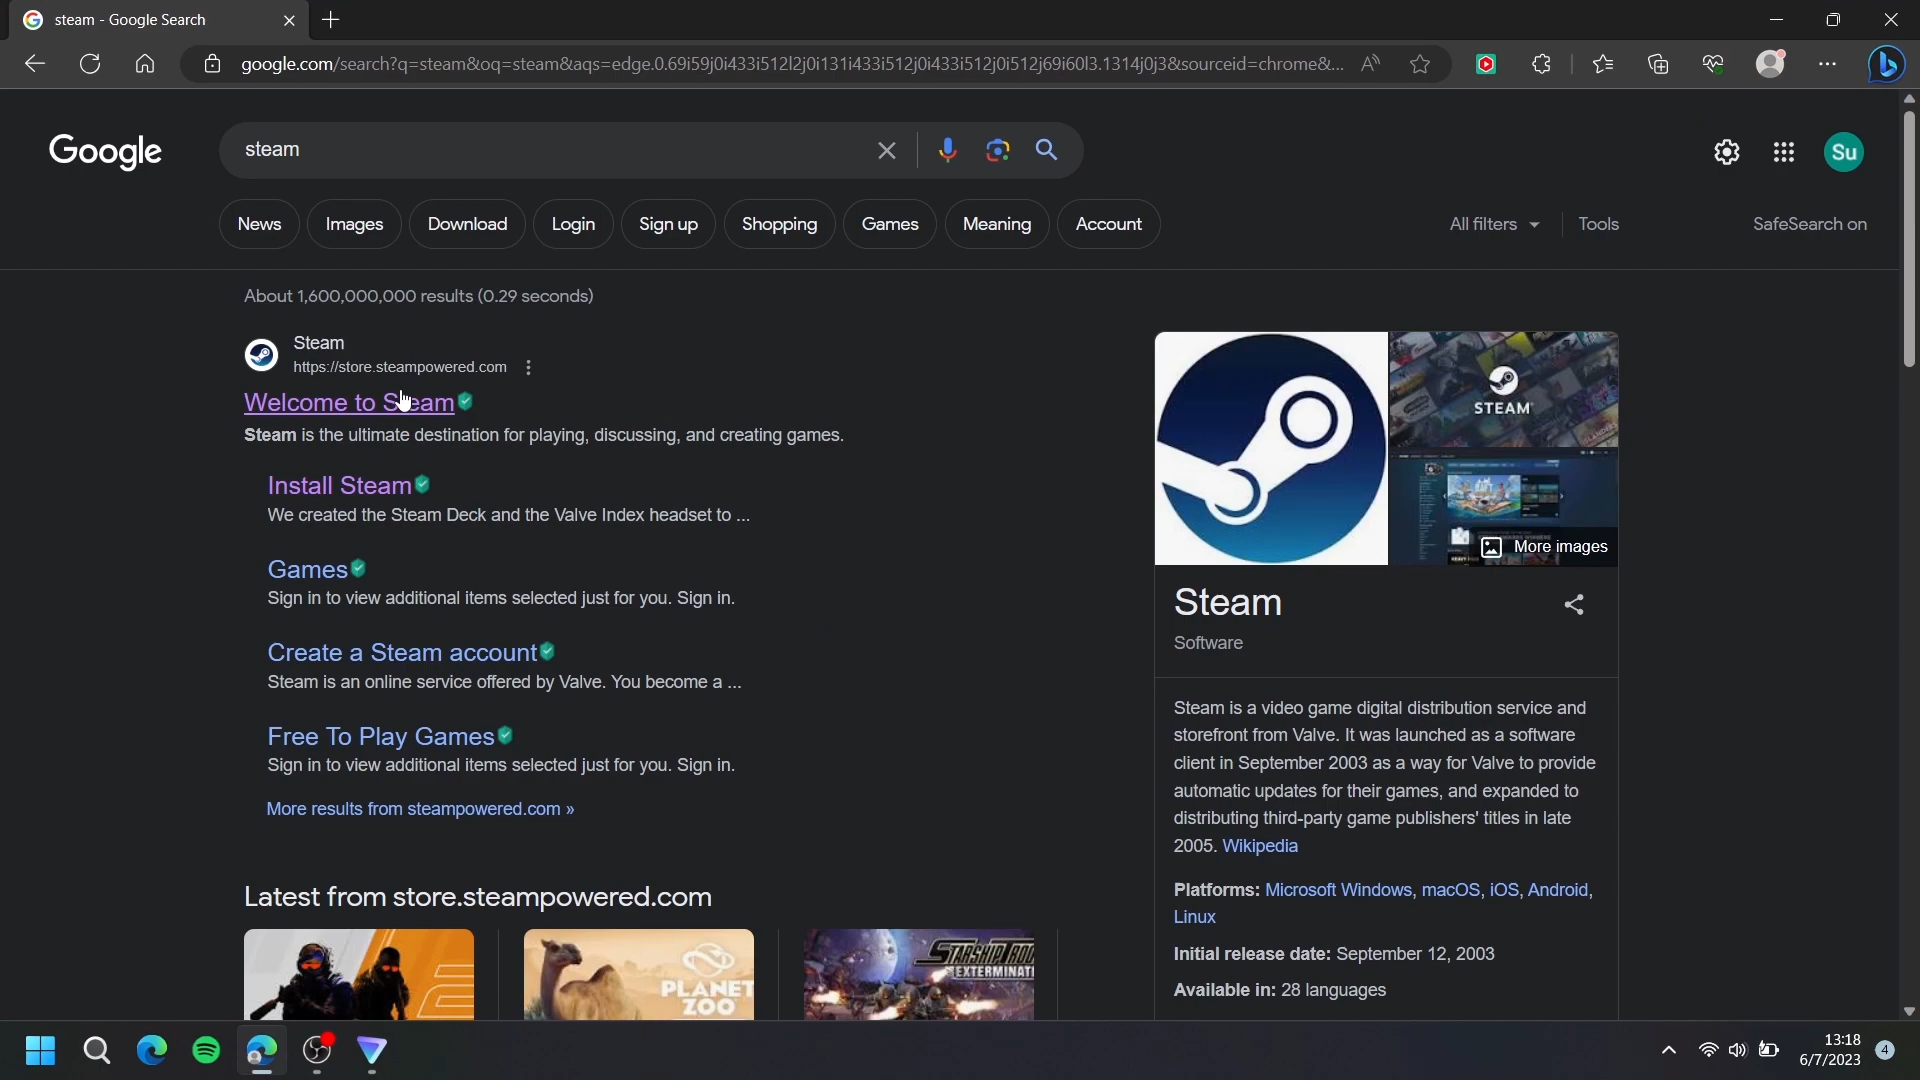 steam - Google Search
google.com/search?q=steam&oq=steam&aqs=edge.0.69i59j0i433i512l2j0i131i433i512j0i433i512j0i512j69i60l3.1314j0j3&sourceid=chrome&...
Google
steam
Su
News
Images
Download
Login
Sign up
Shopping
Games
Meaning
Account
All filters
Tools
SafeSearch on
About 1,600,000,000 results (0.29 seconds)
Steam
https://store.steampowered.com
Welcome to Steam
Steam is the ultimate destination for playing, discussing, and creating games.
Install Steam
We created the Steam Deck and the Valve Index headset to ...
Games
Sign in to view additional items selected just for you. Sign in.
Create a Steam account
Steam is an online service offered by Valve. You become a ...
Free To Play Games
Sign in to view additional items selected just for you. Sign in.
More results from steampowered.com »
Latest from store.steampowered.com
2
PLANET
ZOO
EXTERMINATI
STEAM
More images
Steam
Software
Steam is a video game digital distribution service and
storefront from Valve. It was launched as a software
client in September 2003 as a way for Valve to provide
automatic updates for their games, and expanded to
distributing third-party game publishers' titles in late
2005. Wikipedia
Platforms: Microsoft Windows, macOS, iOS, Android,
Linux
Initial release date: September 12, 2003
Available in: 28 languages
13:18
6/7/2023
4